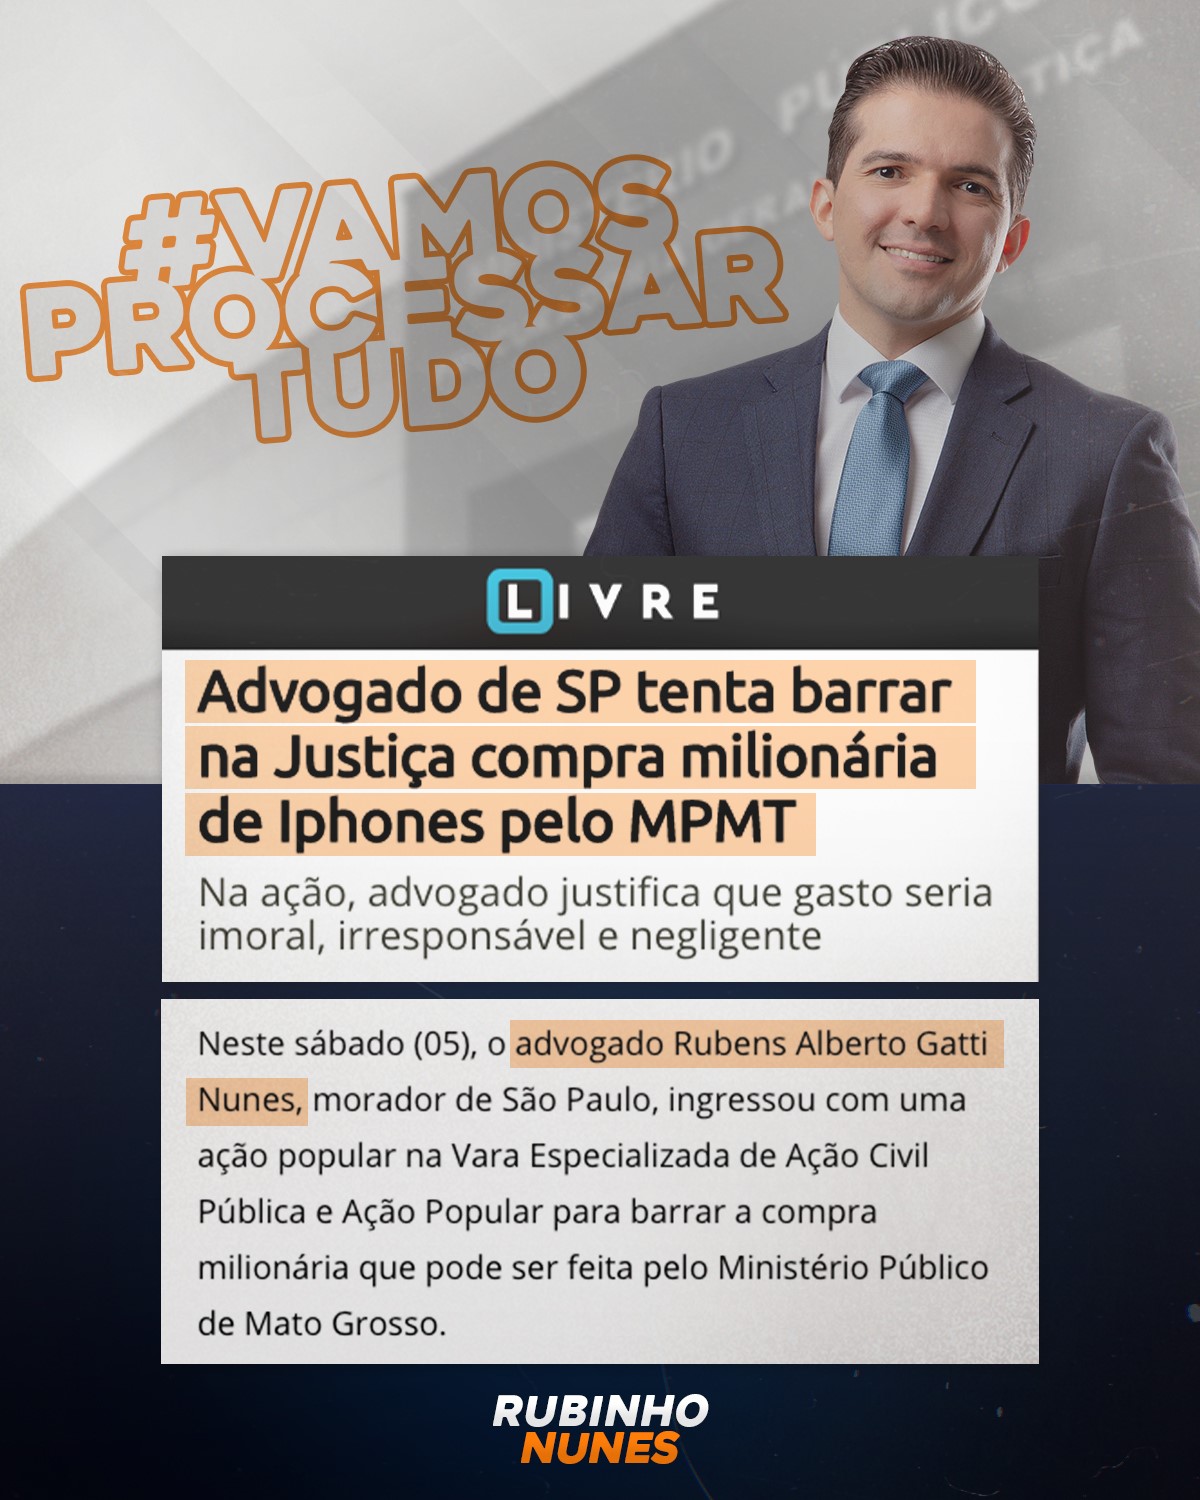 PÚBLICO
#VAMOS
PROCESSAR
TUDO
LIVRE
Advogado de SP tenta barrar
na Justiça compra milionária
de Iphones pelo MPMT
Na ação, advogado justifica que gasto seria
imoral, irresponsável e negligente
Neste sábado (05), o advogado Rubens Alberto Gatti
Nunes, morador de São Paulo, ingressou com uma
ação popular na Vara Especializada de Ação Civil
Pública e Ação Popular para barrar a compra
milionária que pode ser feita pelo Ministério Público
de Mato Grosso.
RUBINHO
NUNES